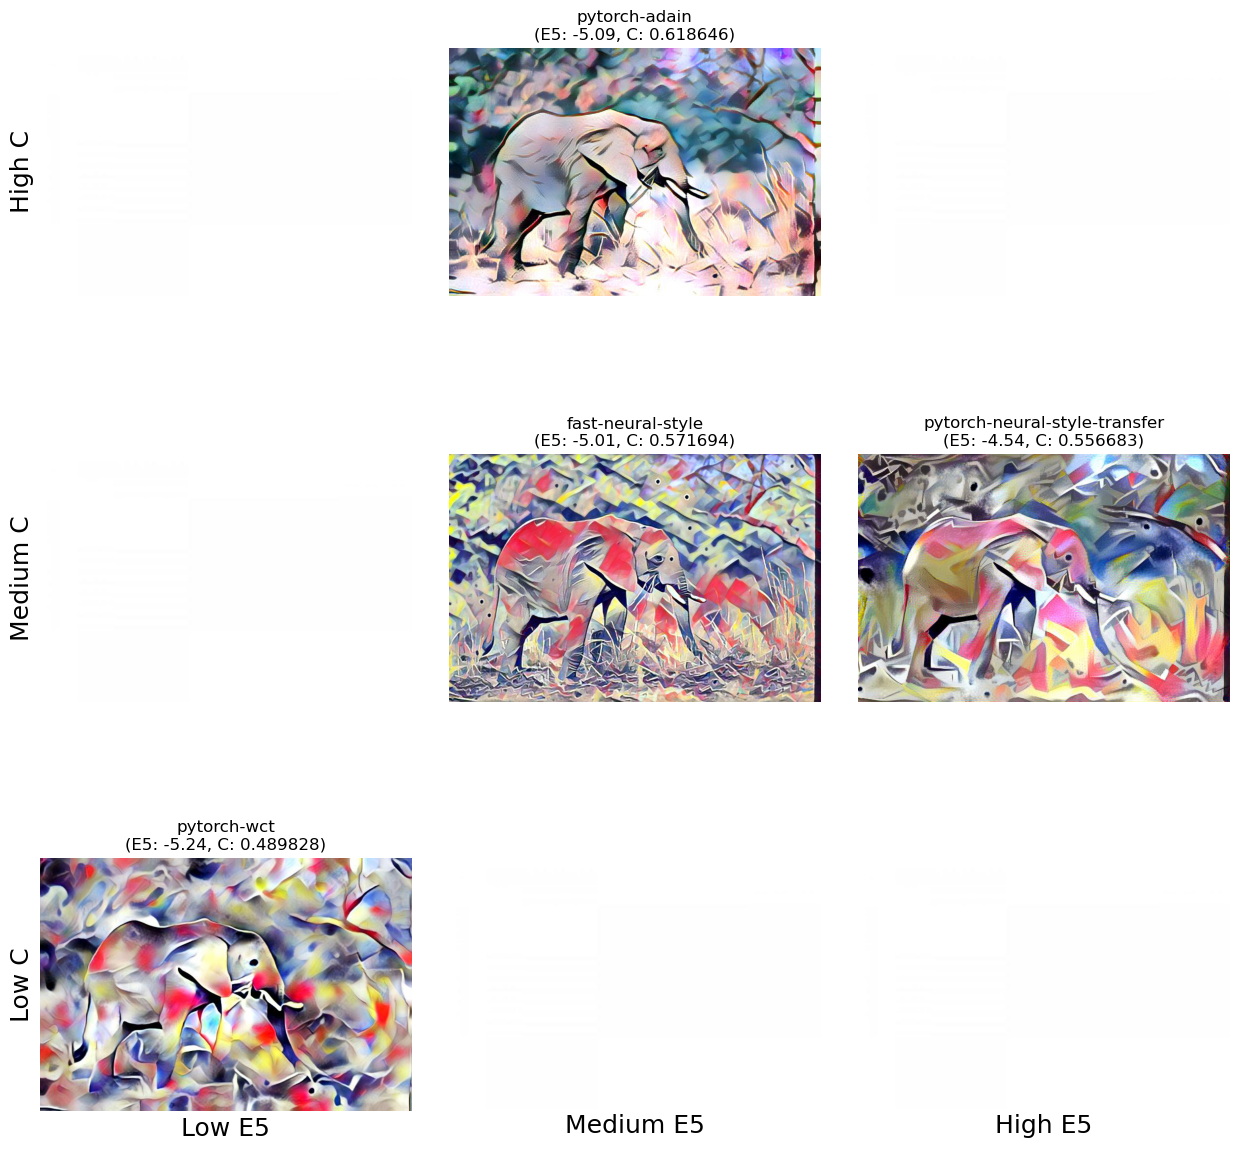 pytorch-adain
(E5: -5.09, C: 0.618646)
High C
fast-neural-style
(E5: -5.01, C: 0.571694)
pytorch-neural-style-transfer
(E5: -4.54, C: 0.556683)
Medium C
pytorch-wct
(E5: -5.24, C: 0.489828)
Low C
Low E5
Medium E5
High E5